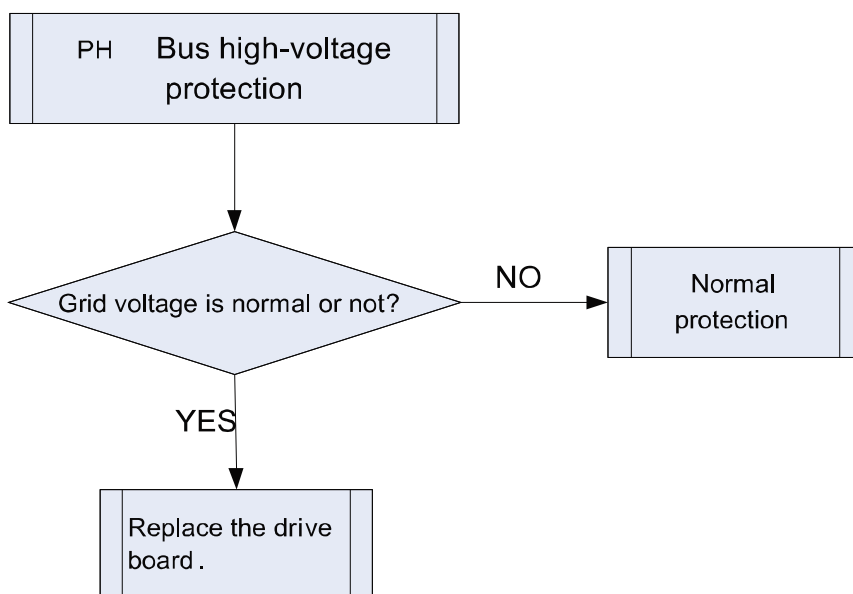 PH Bus high-voltage
protection
Grid voltage is normal or not?
NO
Normal
protection
YES
Replace the drive
board.